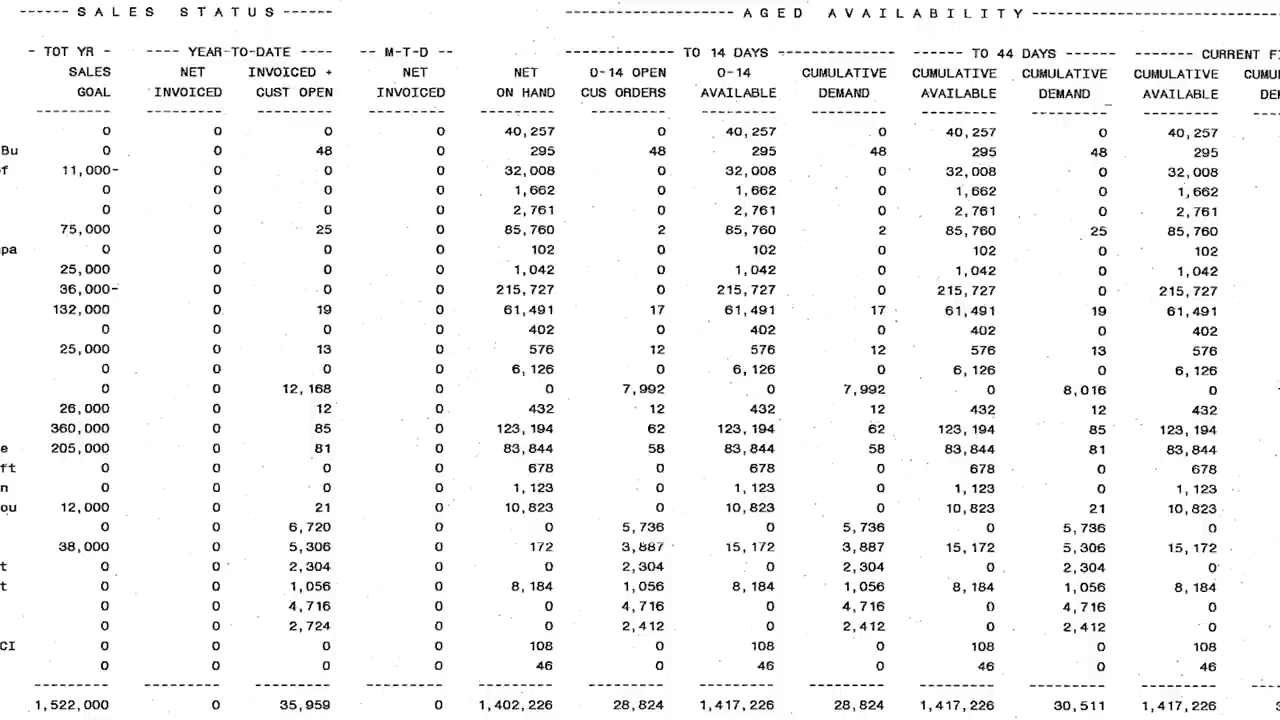 ------ S A L E S   S T A T U S ------   -------------------- A G E D   A V A I L A B I L I T Y ------------------------------
- TOT YR -   ---- YEAR-TO-DATE ----   -- M-T-D --   ------------- TO 14 DAYS --------------   ------ TO 44 DAYS ------   ------- CURRENT F
SALES   NET   INVOICED +   NET   NET   0-14 OPEN   0-14   CUMULATIVE   CUMULATIVE   CUMULATIVE   CUMULATIVE   CUMU
GOAL   INVOICED   CUST OPEN   INVOICED   ON HAND   CUS ORDERS   AVAILABLE   DEMAND   AVAILABLE   DEMAND   AVAILABLE   DE
0 0 0 0 40,257 0 40,257 0 40,257 0 40,257
Bu 0 0 48 0 295 48 295 48 295 48 295
f 11,000- 0 0 0 32,008 0 32,008 0 32,008 0 32,008
0 0 0 0 1,662 0 1,662 0 1,662 0 1,662
0 0 0 0 2,761 0 2,761 0 2,761 0 2,761
75,000 0 25 0 85,760 2 85,760 2 85,760 25 85,760
pa 0 0 0 0 102 0 102 0 102 0 102
25,000 0 0 0 1,042 0 1,042 0 1,042 0 1,042
36,000- 0 0 0 215,727 0 215,727 0 215,727 0 215,727
132,000 0 19 0 61,491 17 61,491 17 61,491 19 61,491
0 0 0 0 402 0 402 0 402 0 402
25,000 0 13 0 576 12 576 12 576 13 576
0 0 0 0 6,126 0 6,126 0 6,126 0 6,126
0 0 12,168 0 0 7,992 0 7,992 0 8,016 0
26,000 0 12 0 432 12 432 12 432 12 432
360,000 0 85 0 123,194 62 123,194 62 123,194 85 123,194
e 205,000 0 81 0 83,844 58 83,844 58 83,844 81 83,844
ft 0 0 0 0 678 0 678 0 678 0 678
n 0 0 0 0 1,123 0 1,123 0 1,123 0 1,123
ou 12,000 0 21 0 10,823 0 10,823 0 10,823 21 10,823
0 0 6,720 0 0 5,736 0 5,736 0 5,736 0
38,000 0 5,306 0 172 3,887 15,172 3,887 15,172 5,306 15,172
t 0 0 2,304 0 0 2,304 0 2,304 0 2,304 0
t 0 0 1,056 0 8,184 1,056 8,184 1,056 8,184 1,056 8,184
0 0 4,716 0 0 4,716 0 4,716 0 4,716 0
0 0 2,724 0 0 2,412 0 2,412 0 2,412 0
CI 0 0 0 0 108 0 108 0 108 0 108
0 0 0 0 46 0 46 0 46 0 46
1,522,000 0 35,959 0 1,402,226 28,824 1,417,226 28,824 1,417,226 30,511 1,417,226